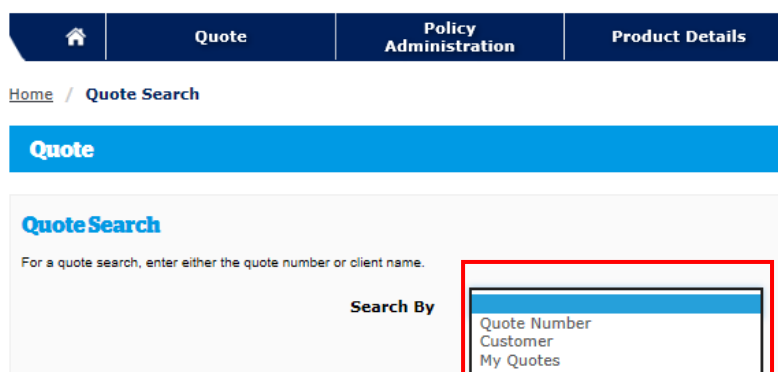 Quote
Policy
Administration
Product Details
Home / Quote Search
Quote
Quote Search
For a quote search, enter either the quote number or client name.
Search By
Quote Number
Customer
My Quotes